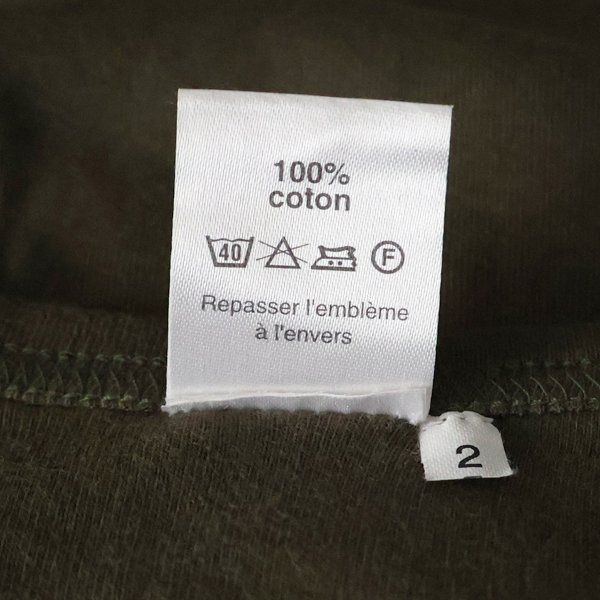 100%
coton
40 F
Repasser l'emblème
à l'envers
2